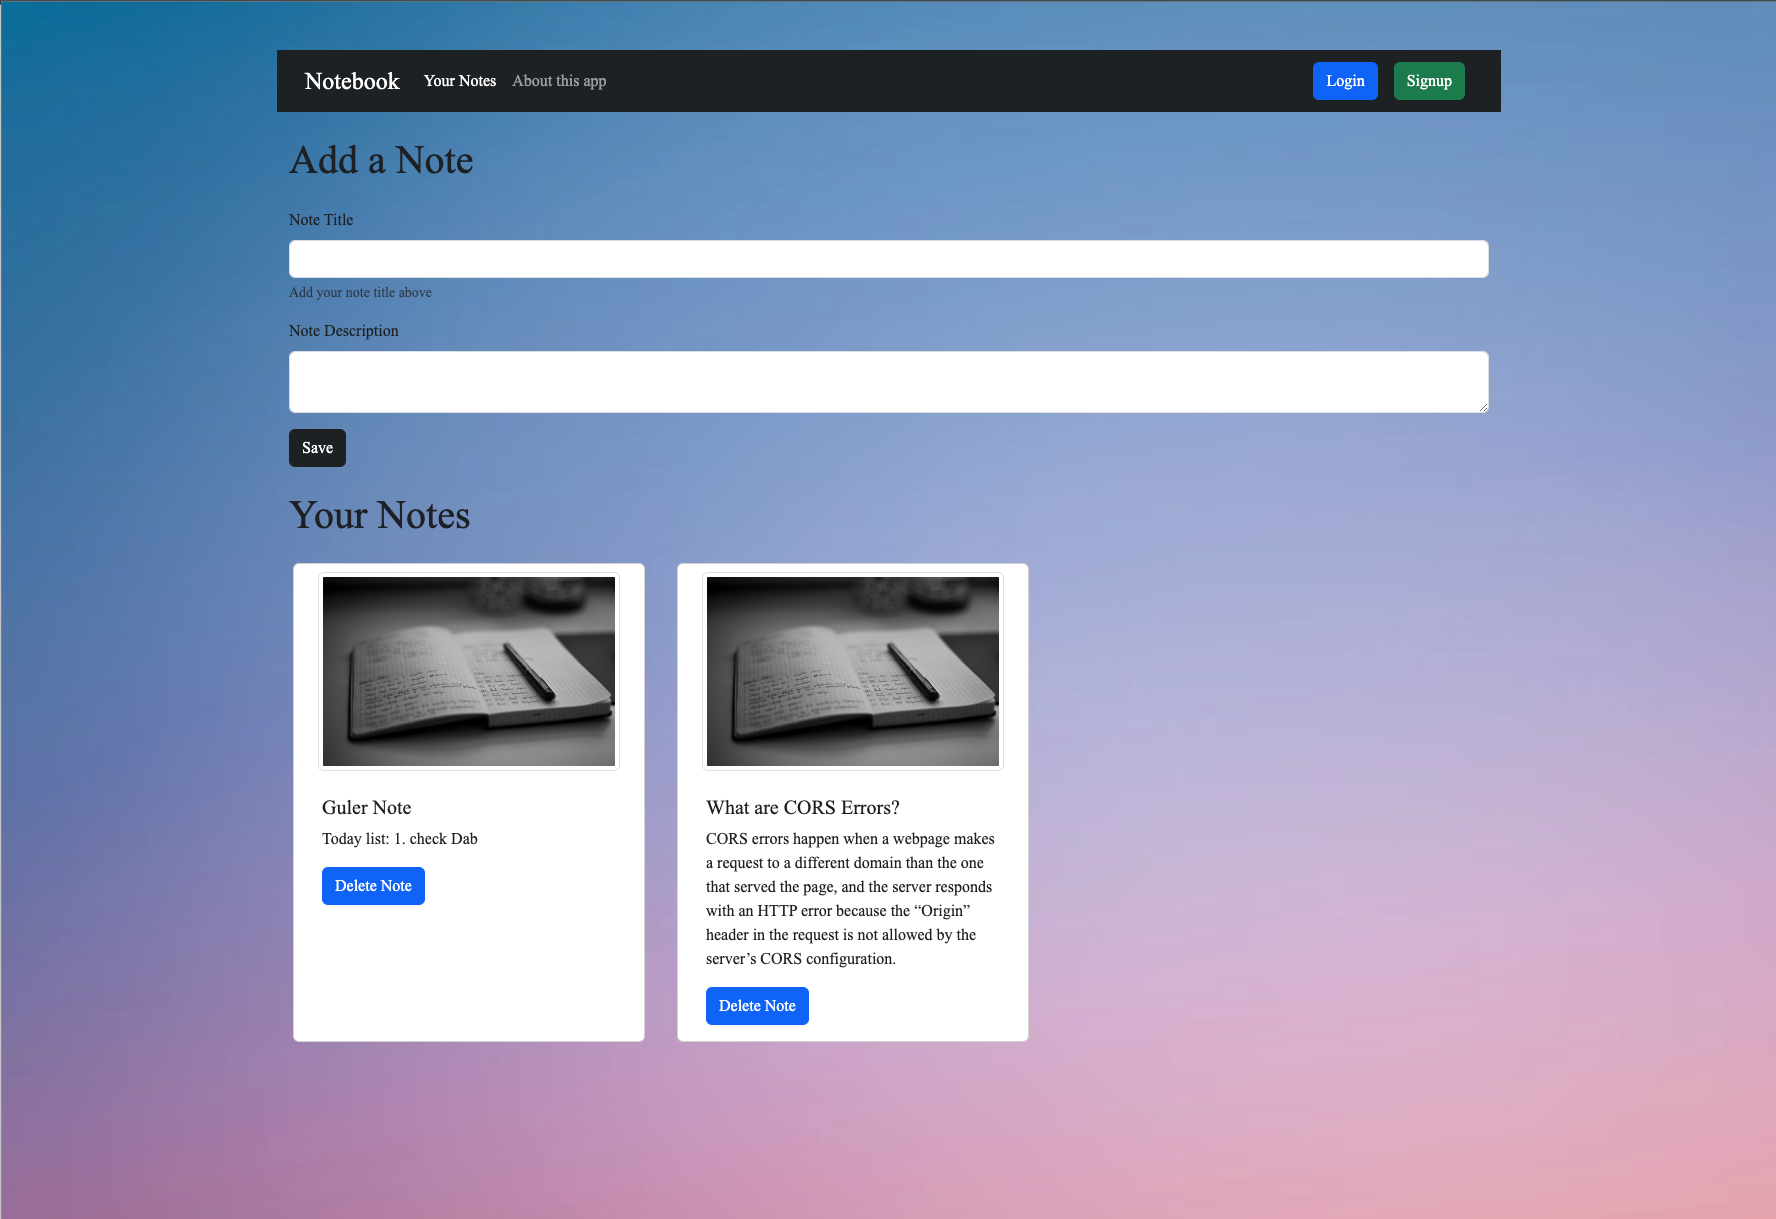 Notebook Your Notes About this app Login Signup
Add a Note
Note Title
Add your note title above
Note Description
Save
Your Notes
Guler Note
Today list: 1. check Dab
Delete Note
What are CORS Errors?
CORS errors happen when a webpage makes
a request to a different domain than the one
that served the page, and the server responds
with an HTTP error because the “Origin”
header in the request is not allowed by the
server’s CORS configuration.
Delete Note